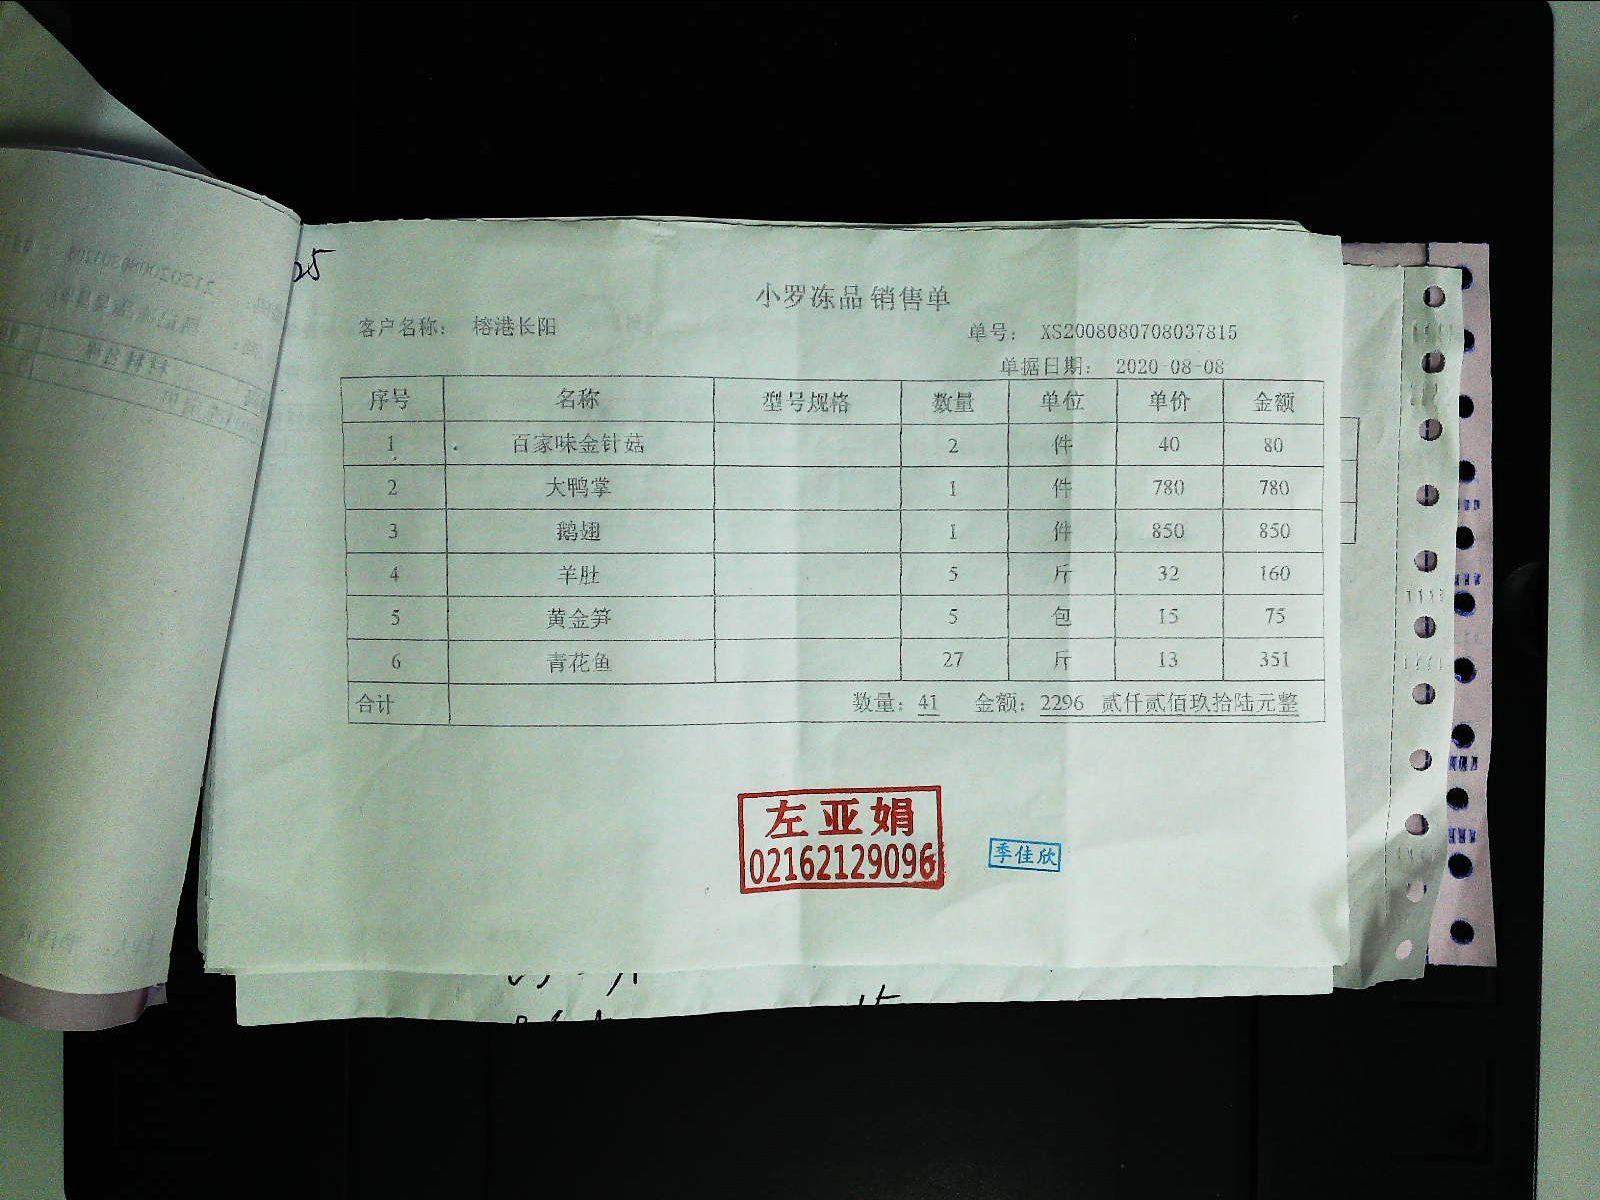 小罗冻品 销售单
客户名称： 榕港长阳 单号： XS2008080708037815
单据日期： 2020-08-08
序号 名称 型号规格 数量 单位 单价 金额
1 百家味金针菇 2 件 40 80
2 大鸭掌 1 件 780 780
3 鹅翅 1 件 850 850
4 羊肚 5 斤 32 160
5 黄金笋 5 包 15 75
6 青花鱼 27 斤 13 351
合计 数量：41 金额：2296 贰仟贰佰玖拾陆元整
左亚娟
02162129096
季佳欣